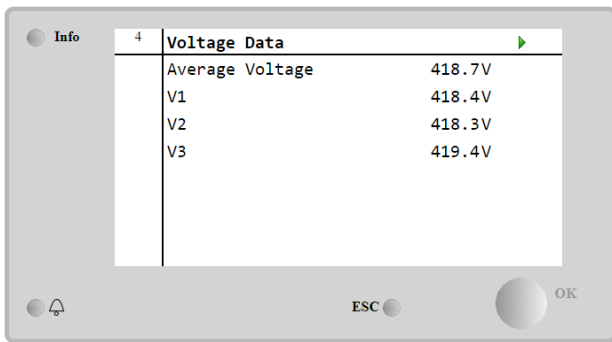 Info
4 Voltage Data
Average Voltage 418.7V
V1 418.4V
V2 418.3V
V3 419.4V
ESC
OK